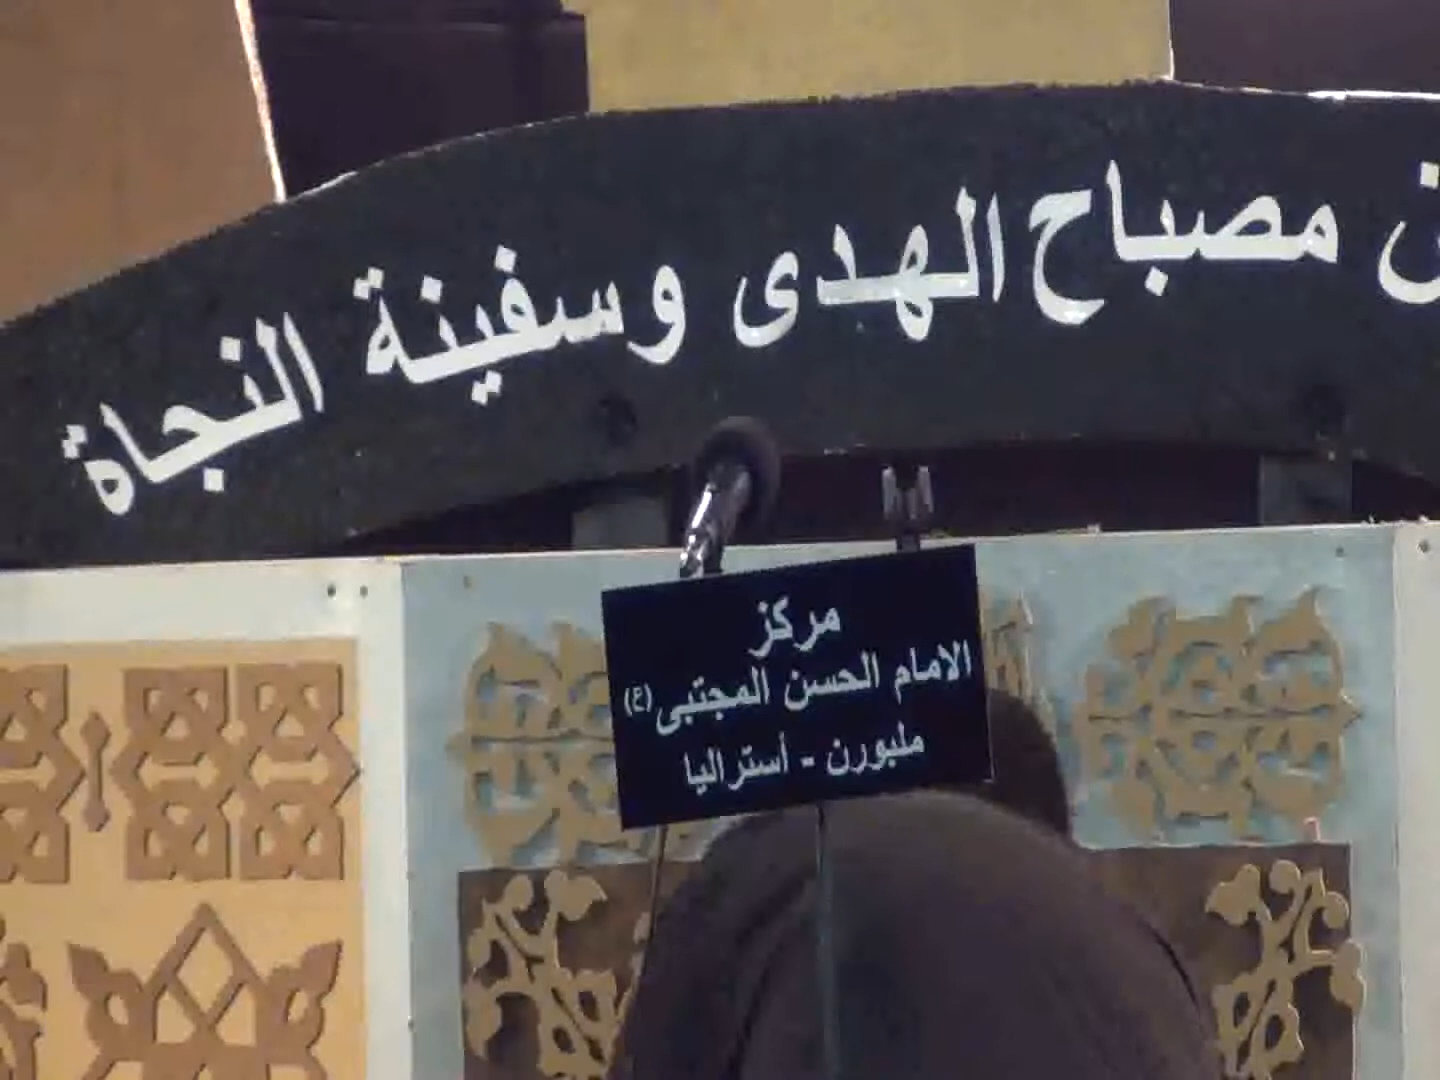 مصباح الهدى وسفينة النجاة
مركز
الامام الحسن المجتبى (ع)
ملبورن - أستراليا